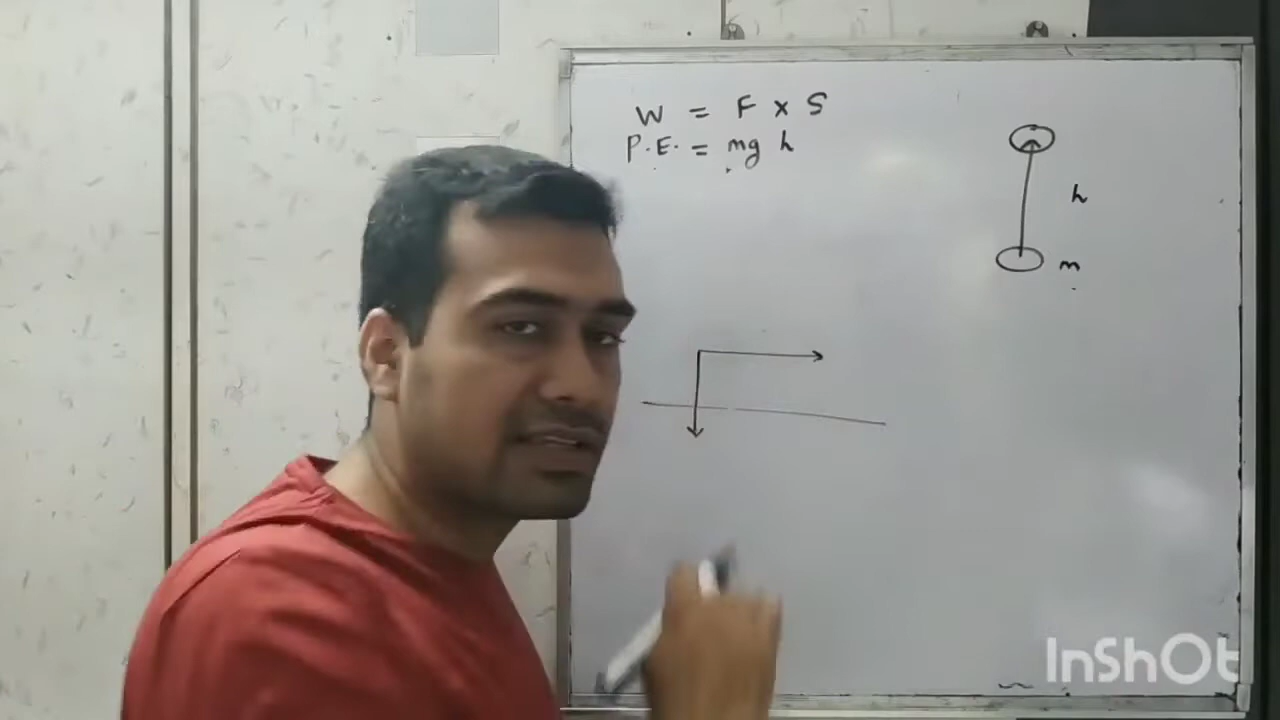 W = F × S
P.E. = mg h
h
m
InShOt